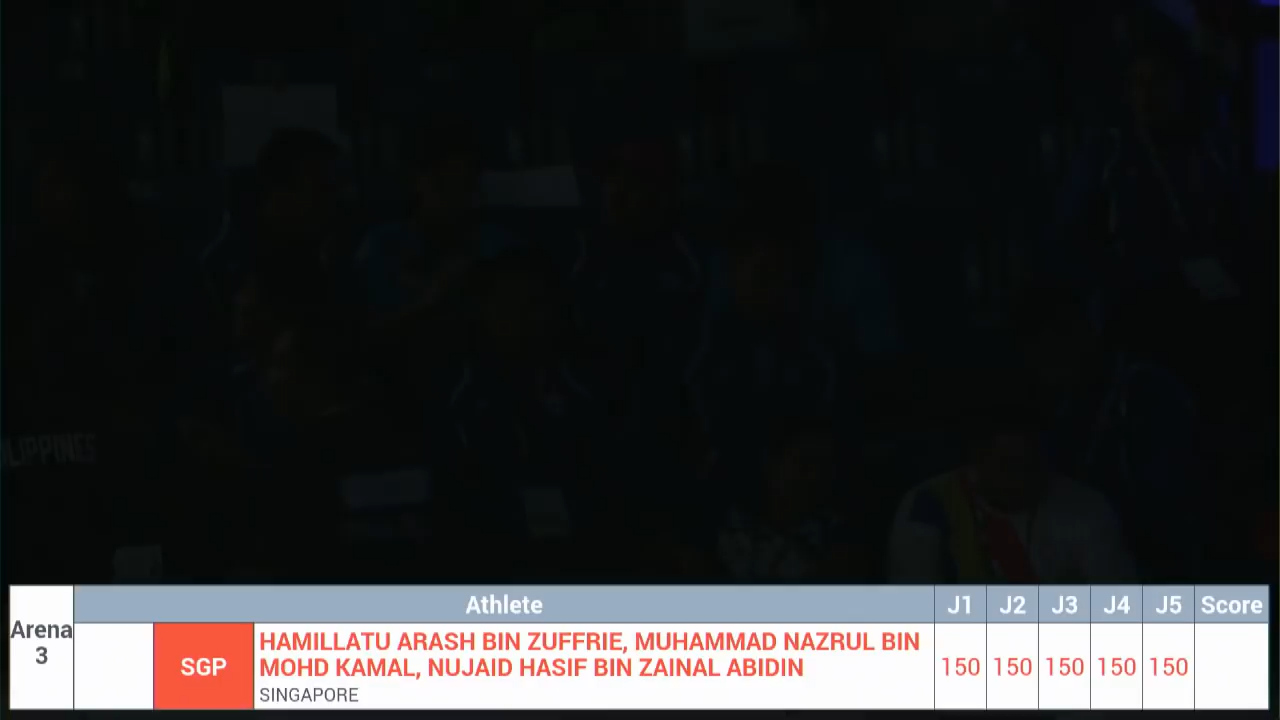 LIPPINES
Athlete J1 J2 J3 J4 J5 Score
Arena
3
SGP
HAMILLATU ARASH BIN ZUFFRIE, MUHAMMAD NAZRUL BIN
MOHD KAMAL, NUJAID HASIF BIN ZAINAL ABIDIN
SINGAPORE
150 150 150 150 150